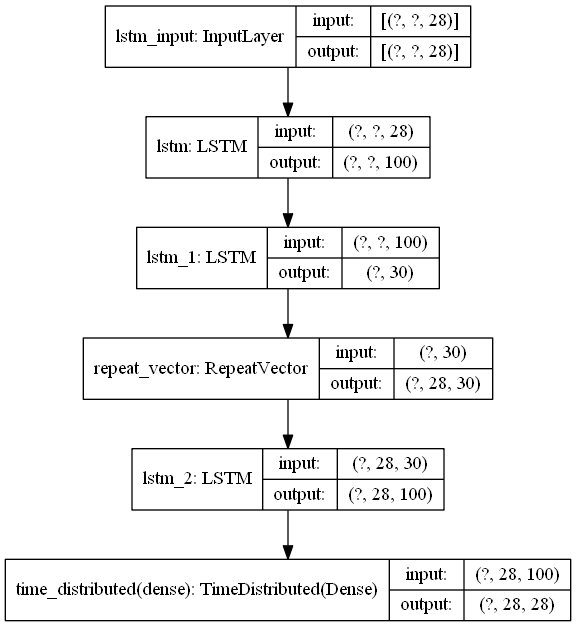 lstm_input: InputLayer
input: [(?, ?, 28)]
output: [(?, ?, 28)]
lstm: LSTM
input: (?, ?, 28)
output: (?, ?, 100)
lstm_1: LSTM
input: (?, ?, 100)
output: (?, 30)
repeat_vector: RepeatVector
input: (?, 30)
output: (?, 28, 30)
lstm_2: LSTM
input: (?, 28, 30)
output: (?, 28, 100)
time_distributed(dense): TimeDistributed(Dense)
input: (?, 28, 100)
output: (?, 28, 28)